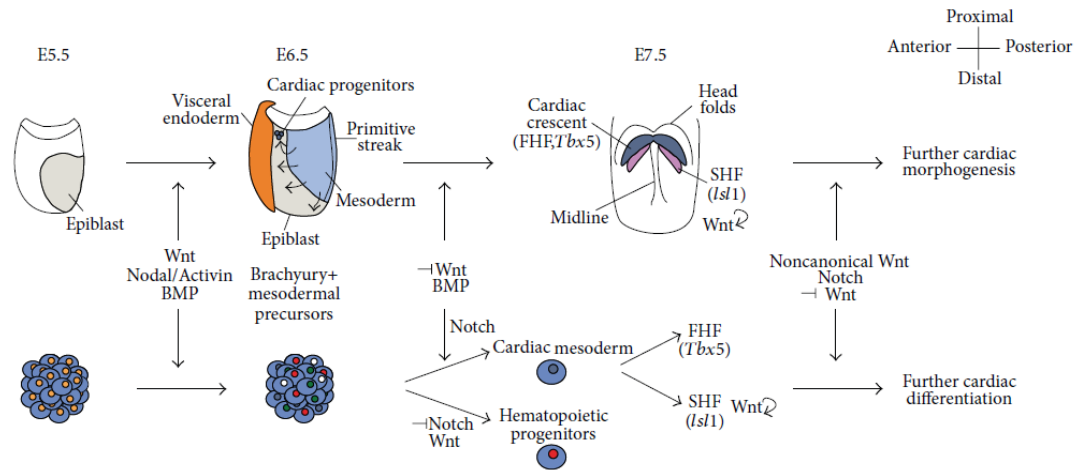 E5.5
E6.5
E7.5
Proximal
Anterior
Posterior
Distal
Visceral
endoderm
Cardiac progenitors
Primitive
streak
Mesoderm
Epiblast
Epiblast
Cardiac
crescent
(FHF,Tbx5)
Head
folds
SHF
(lsl1)
Midline
Wnt
Further cardiac
morphogenesis
Wnt
Nodal/Activin
BMP
Brachyury+
mesodermal
precursors
⊣Wnt
BMP
Noncanonical Wnt
Notch
⊣ Wnt
Notch
Cardiac mesoderm
FHF
(Tbx5)
SHF
(lsl1)
Wnt
⊣Notch
Wnt
Hematopoietic
progenitors
Further cardiac
differentiation